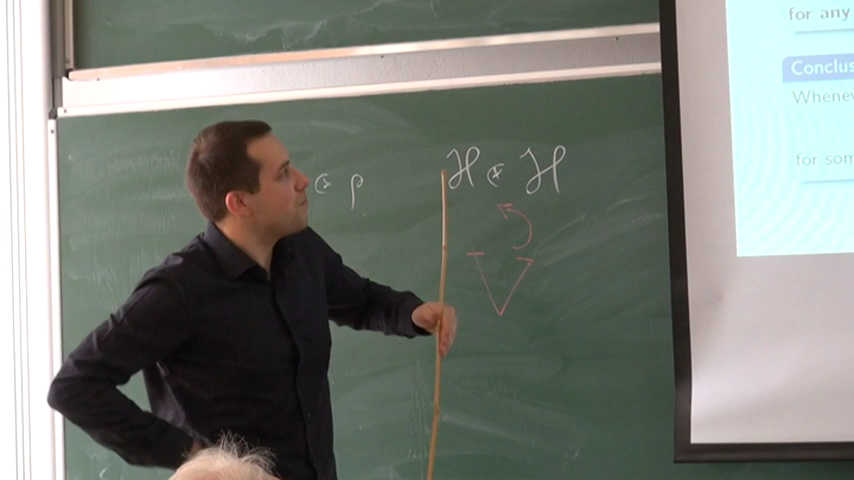 ⊗ ρ
ℋ ⊗ ℋ
for any
Conclus
Whenev
for som